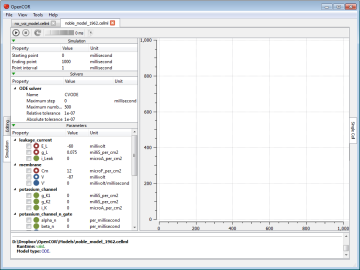 OpenCOR
File View Tools Help
no_voi_model.cellml noble_model_1962.cellml
0 ms
Simulation
Property Value Unit
Starting point 0 millisecond
Ending point 1000 millisecond
Point interval 1 millisecond
Solvers
Property Value Unit
ODE solver
Name CVODE
Maximum step 0 millisecond
Maximum numb... 500
Relative tolerance 1e-07
Absolute tolerance 1e-07
Parameters
Property Value Unit
leakage_current
E_L -60 millivolt
g_L 0.075 milliS_per_cm2
i_Leak 0 microA_per_cm2
membrane
Cm 12 microF_per_cm2
V -87 millivolt
V' 0 millivolt/millisecond
potassium_channel
g_K1 0 milliS_per_cm2
g_K2 0 milliS_per_cm2
i_K 0 microA_per_cm2
potassium_channel_n_gate
alpha_n 0 per_millisecond
beta_n 0 per_millisecond
Editing
Simulation
Single Cell
1,000
800
600
400
200
0
0 200 400 600 800 1,000
D:\Dropbox\OpenCOR\Models\noble_model_1962.cellml
Runtime: valid.
Model type: ODE.